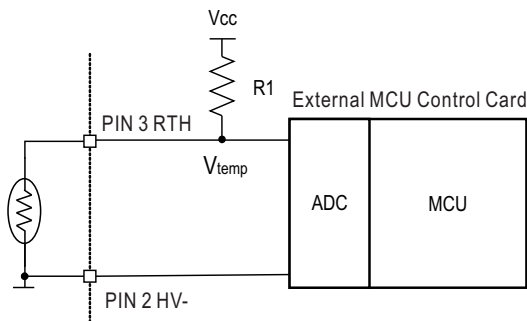 Vcc
R1
External MCU Control Card
PIN 3 RTH
Vtemp
ADC
MCU
PIN 2 HV-